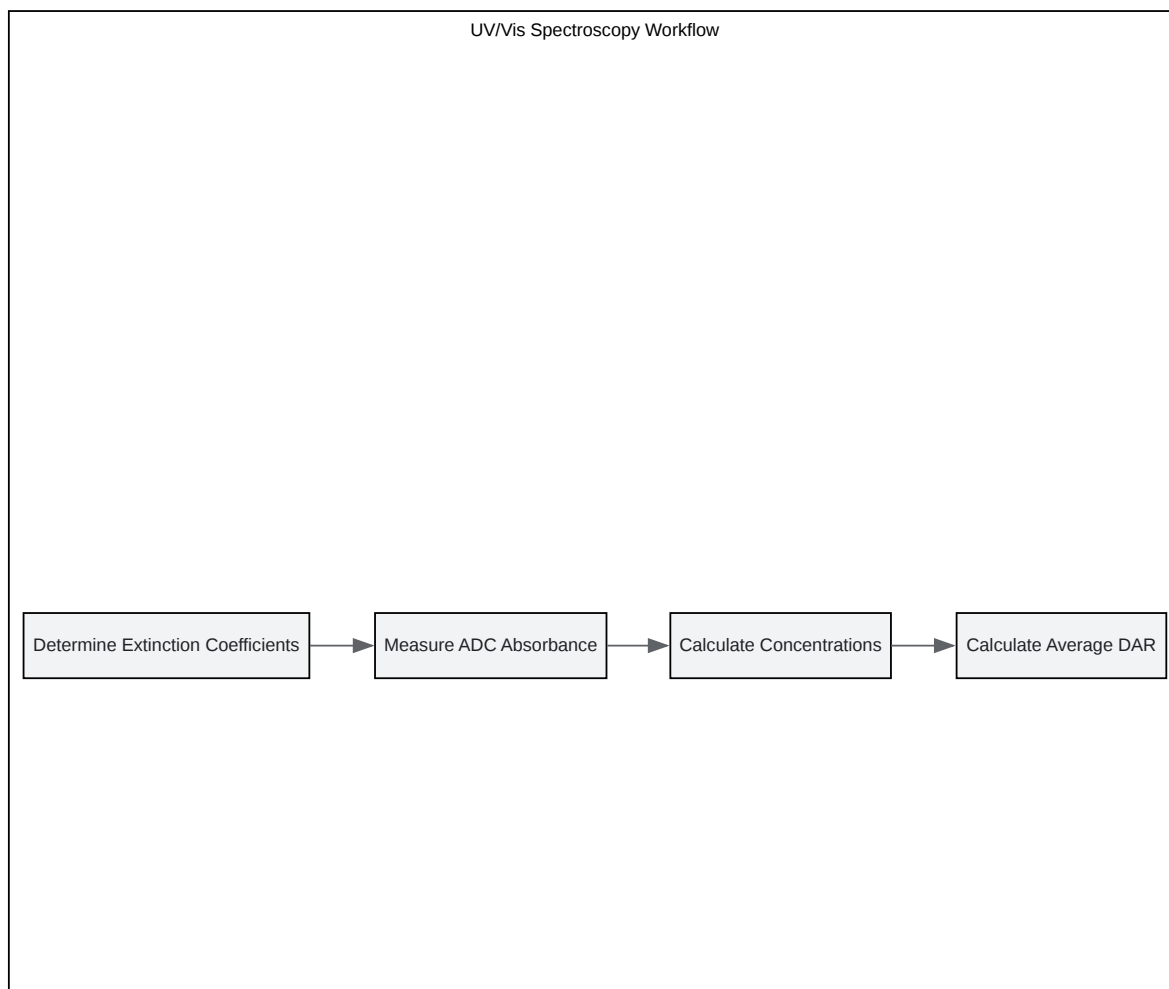 UV/Vis Spectroscopy Workflow
Determine Extinction Coefficients
Measure ADC Absorbance
Calculate Concentrations
Calculate Average DAR